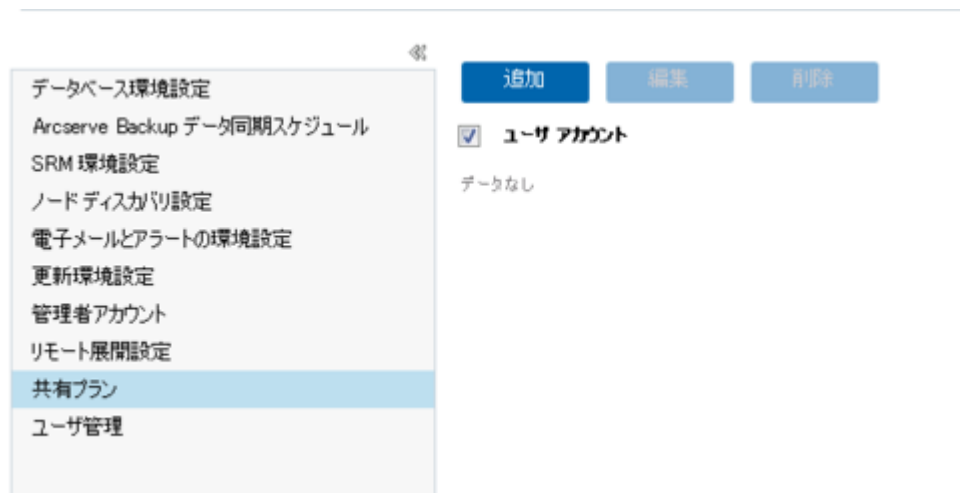 データベース環境設定
Arcserve Backup データ同期スケジュール
SRM 環境設定
ノード ディスカバリ設定
電子メールとアラートの環境設定
更新環境設定
管理者アカウント
リモート展開設定
共有プラン
ユーザ管理
追加 編集 削除
ユーザ アカウント
データなし